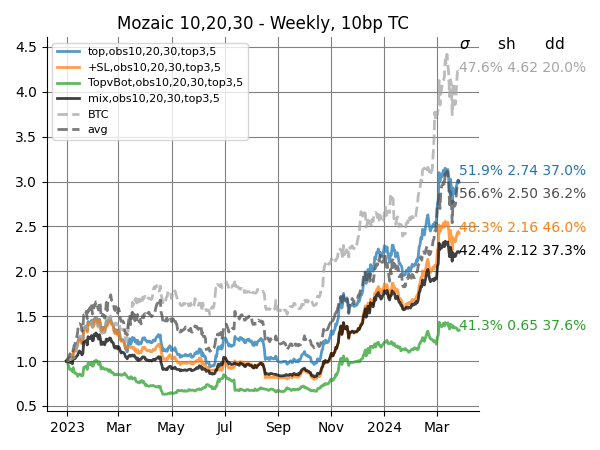 Mozaic 10,20,30 - Weekly, 10bp TC
σ sh dd
top,obs10,20,30,top3,5
+SL,obs10,20,30,top3,5
TopvBot,obs10,20,30,top3,5
mix,obs10,20,30,top3,5
BTC
avg
47.6% 4.62 20.0%
51.9% 2.74 37.0%
56.6% 2.50 36.2%
48.3% 2.16 46.0%
42.4% 2.12 37.3%
41.3% 0.65 37.6%
4.5
4.0
3.5
3.0
2.5
2.0
1.5
1.0
0.5
2023 Mar May Jul Sep Nov 2024 Mar